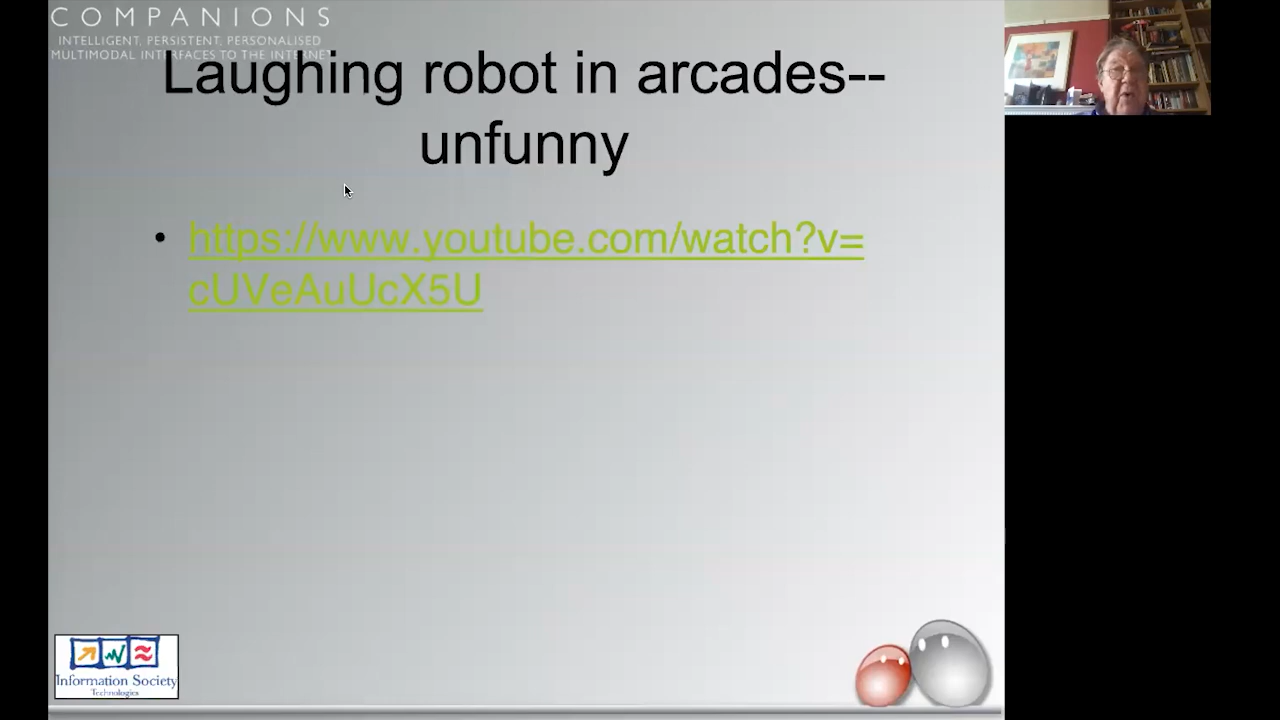 COMPANIONS
INTELLIGENT, PERSISTENT, PERSONALISED
MULTIMODAL INTERFACES TO THE INTERNET
Laughing robot in arcades--
unfunny
• https://www.youtube.com/watch?v=
cUVeAuUcX5U
Information Society
Technologies